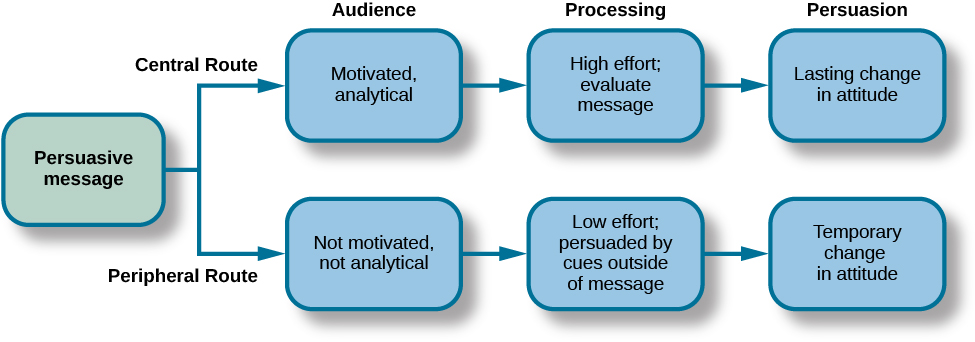 Audience
Processing
Persuasion
Central Route
Motivated,
analytical
High effort;
evaluate
message
Lasting change
in attitude
Persuasive
message
Peripheral Route
Not motivated,
not analytical
Low effort;
persuaded by
cues outside
of message
Temporary
change
in attitude